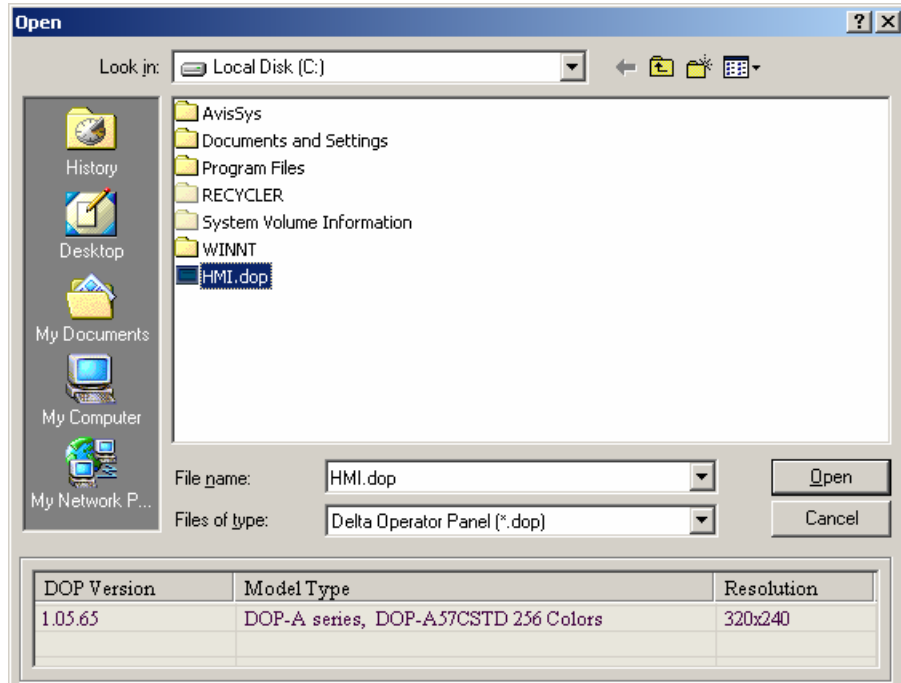 Open
Look in: Local Disk (C:)
History
Desktop
My Documents
My Computer
My Network P...
AvisSys
Documents and Settings
Program Files
RECYCLER
System Volume Information
WINNT
HMI.dop
File name: HMI.dop Open
Files of type: Delta Operator Panel (*.dop) Cancel
DOP Version Model Type Resolution
1.05.65 DOP-A series, DOP-A57CSTD 256 Colors 320x240